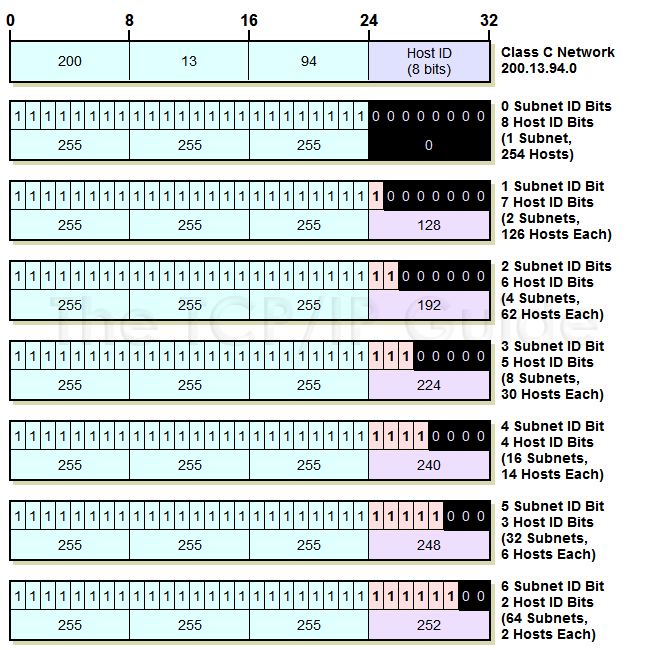 0 8 16 24 32
200 13 94 Host ID
(8 bits)
Class C Network
200.13.94.0
1 1 1 1 1 1 1 1 1 1 1 1 1 1 1 1 1 1 1 1 1 1 1 1 0 0 0 0 0 0 0 0
255 255 255 0
0 Subnet ID Bits
8 Host ID Bits
(1 Subnet,
254 Hosts)
1 1 1 1 1 1 1 1 1 1 1 1 1 1 1 1 1 1 1 1 1 1 1 1 1 0 0 0 0 0 0 0
255 255 255 128
1 Subnet ID Bit
7 Host ID Bits
(2 Subnets,
126 Hosts Each)
1 1 1 1 1 1 1 1 1 1 1 1 1 1 1 1 1 1 1 1 1 1 1 1 1 1 0 0 0 0 0 0
255 255 255 192
2 Subnet ID Bits
6 Host ID Bits
(4 Subnets,
62 Hosts Each)
The TCP/IP Guide
1 1 1 1 1 1 1 1 1 1 1 1 1 1 1 1 1 1 1 1 1 1 1 1 1 1 1 0 0 0 0 0
255 255 255 224
3 Subnet ID Bit
5 Host ID Bits
(8 Subnets,
30 Hosts Each)
1 1 1 1 1 1 1 1 1 1 1 1 1 1 1 1 1 1 1 1 1 1 1 1 1 1 1 1 0 0 0 0
255 255 255 240
4 Subnet ID Bit
4 Host ID Bits
(16 Subnets,
14 Hosts Each)
1 1 1 1 1 1 1 1 1 1 1 1 1 1 1 1 1 1 1 1 1 1 1 1 1 1 1 1 1 0 0 0
255 255 255 248
5 Subnet ID Bit
3 Host ID Bits
(32 Subnets,
6 Hosts Each)
1 1 1 1 1 1 1 1 1 1 1 1 1 1 1 1 1 1 1 1 1 1 1 1 1 1 1 1 1 1 0 0
255 255 255 252
6 Subnet ID Bit
2 Host ID Bits
(64 Subnets,
2 Hosts Each)